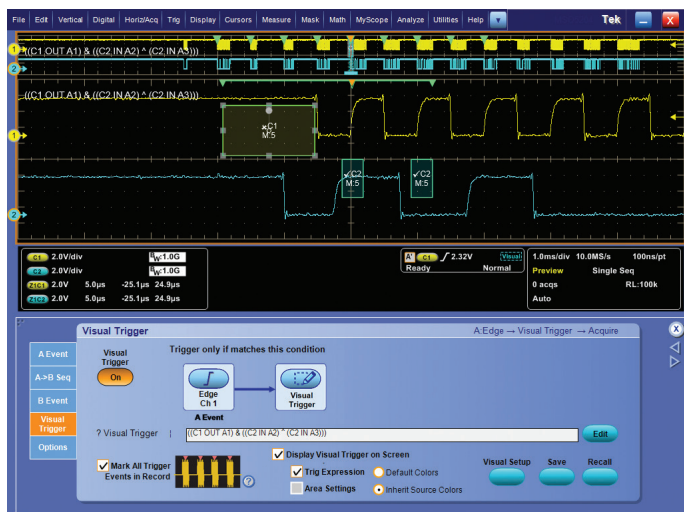 File Edit Vertical Digital Horiz/Acq Trig Display Cursors Measure Mask Math MyScope Analyze Utilities Help Tek X
((C1 OUT A1) & ((C2 IN A2) ^ (C2 IN A3)))
1
2
((C1 OUT A1) & ((C2 IN A2) ^ (C2 IN A3)))
C1
M:5
1
C2 C2
M:5 M:5
2
C1 2.0V/div BW:1.0G A' C1 2.32V Visual 1.0ms/div 10.0MS/s 100ns/pt
C2 2.0V/div BW:1.0G Ready Normal Preview Single Seq
Z1C1 2.0V 5.0µs -25.1µs 24.9µs 0 acqs RL:100k
Z1C2 2.0V 5.0µs -25.1µs 24.9µs Auto
Visual Trigger A:Edge → Visual Trigger → Acquire X
A Event Visual Trigger only if matches this condition
Trigger
A->B Seq On
B Event Edge Visual
Ch 1 Trigger
A Event
Visual
Trigger ? Visual Trigger ((C1 OUT A1) & ((C2 IN A2) ^ (C2 IN A3))) Edit
Options Display Visual Trigger on Screen
Mark All Trigger Trig Expression Default Colors Visual Setup Save Recall
Events in Record ? Area Settings Inherit Source Colors